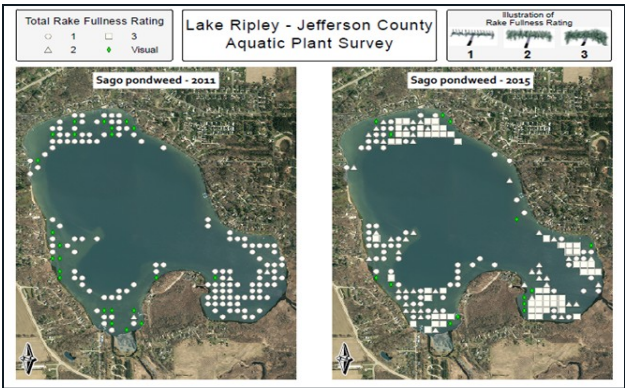 Total Rake Fullness Rating
1
3
2
Visual
Lake Ripley - Jefferson County
Aquatic Plant Survey
Illustration of
Rake Fullness Rating
1 2 3
Sago pondweed - 2011
Sago pondweed - 2015